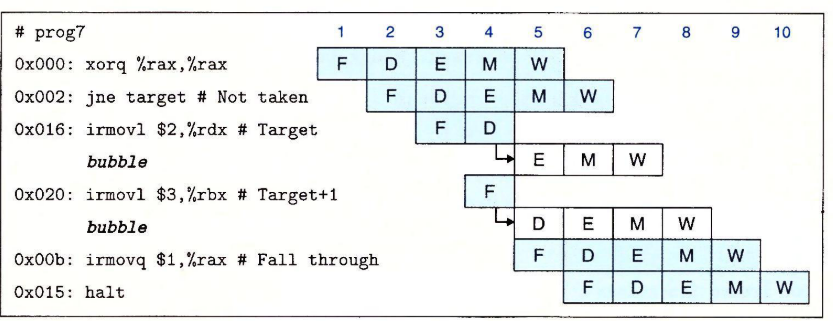 # prog7 1 2 3 4 5 6 7 8 9 10
0x000: xorq %rax,%rax F D E M W
0x002: jne target # Not taken F D E M W
0x016: irmovl $2,%rdx # Target F D
bubble E M W
0x020: irmovl $3,%rbx # Target+1 F
bubble D E M W
0x00b: irmovq $1,%rax # Fall through F D E M W
0x015: halt F D E M W